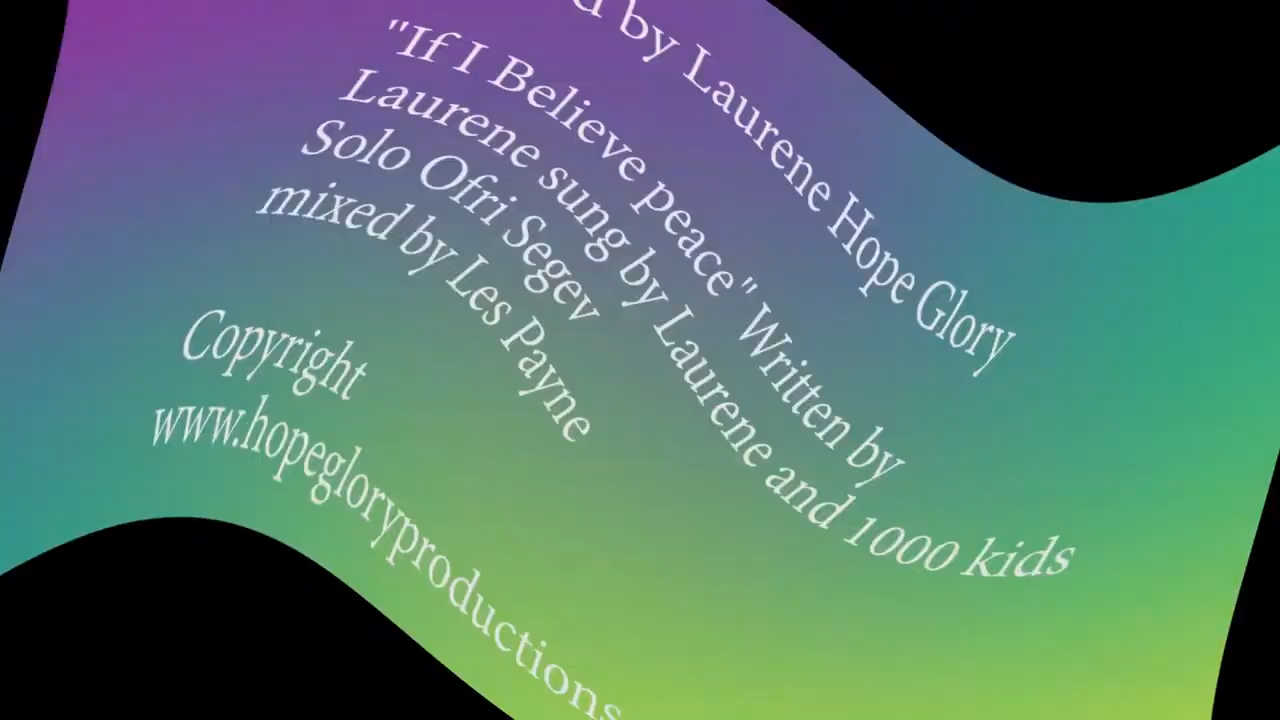 by Laurene Hope Glory
"If I Believe peace" Written by
Laurene sung by Laurene and 1000 kids
Solo Ofri Segev
mixed by Les Payne
Copyright
www.hopegloryproductions